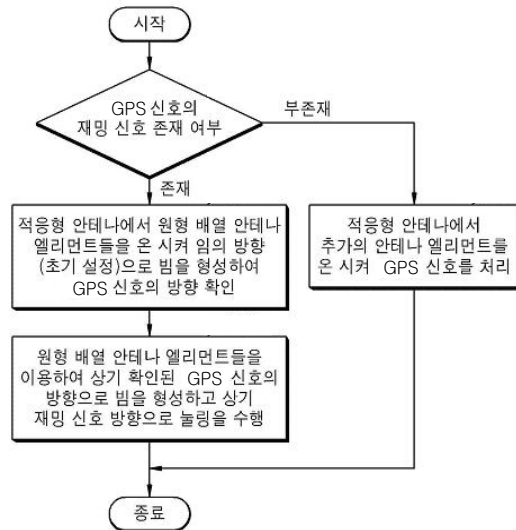 시작
GPS 신호의
재밍 신호 존재 여부
부존재
존재
적응형 안테나에서 원형 배열 안테나
엘리먼트들을 온 시켜 임의 방향
(초기 설정)으로 빔을 형성하여
GPS 신호의 방향 확인
적응형 안테나에서
추가의 안테나 엘리먼트를
온 시켜 GPS 신호를 처리
원형 배열 안테나 엘리먼트들을
이용하여 상기 확인된 GPS 신호의
방향으로 빔을 형성하고 상기
재밍 신호 방향으로 눌링을 수행
종료